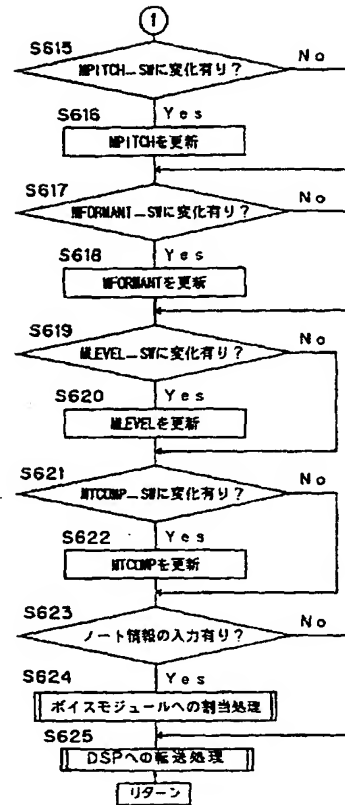 1
S615
MPITCH_SWに変化有り？
No
Yes
S616
MPITCHを更新
S617
MFORMANT_SWに変化有り？
No
Yes
S618
MFORMANTを更新
S619
MLEVEL_SWに変化有り？
No
Yes
S620
MLEVELを更新
S621
MTCOMP_SWに変化有り？
No
Yes
S622
MTCOMPを更新
S623
ノート情報の入力有り？
No
Yes
S624
ボイスモジュールへの割当処理
S625
DSPへの転送処理
リターン